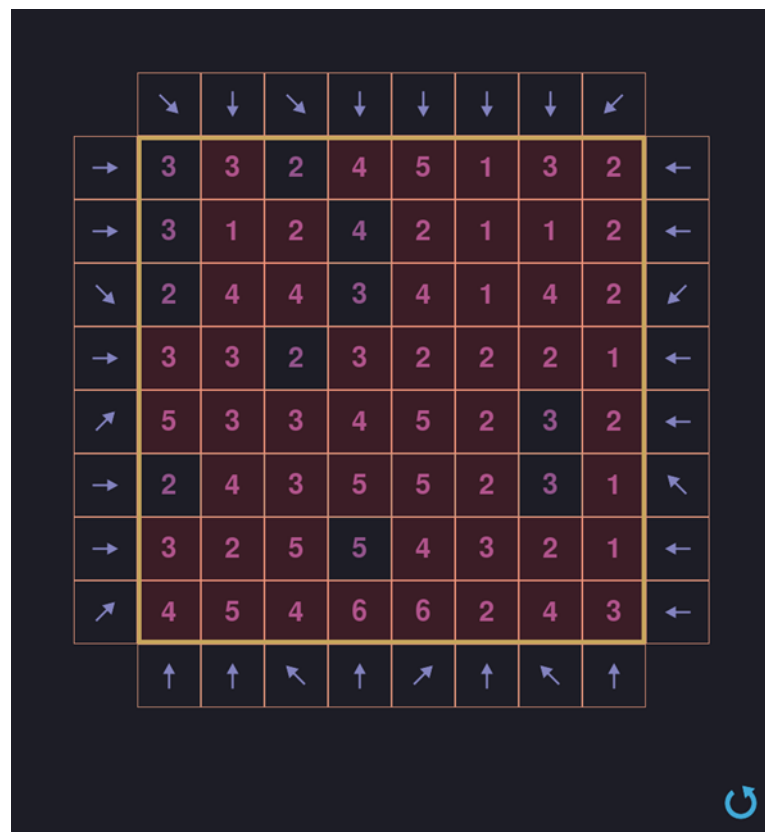 ↘ ↓ ↘ ↓ ↓ ↓ ↓ ↙
→ 3 3 2 4 5 1 3 2 ←
→ 3 1 2 4 2 1 1 2 ←
↘ 2 4 4 3 4 1 4 2 ↙
→ 3 3 2 3 2 2 2 1 ←
↗ 5 3 3 4 5 2 3 2 ←
→ 2 4 3 5 5 2 3 1 ↖
→ 3 2 5 5 4 3 2 1 ←
↗ 4 5 4 6 6 2 4 3 ←
↑ ↑ ↖ ↑ ↗ ↑ ↖ ↑